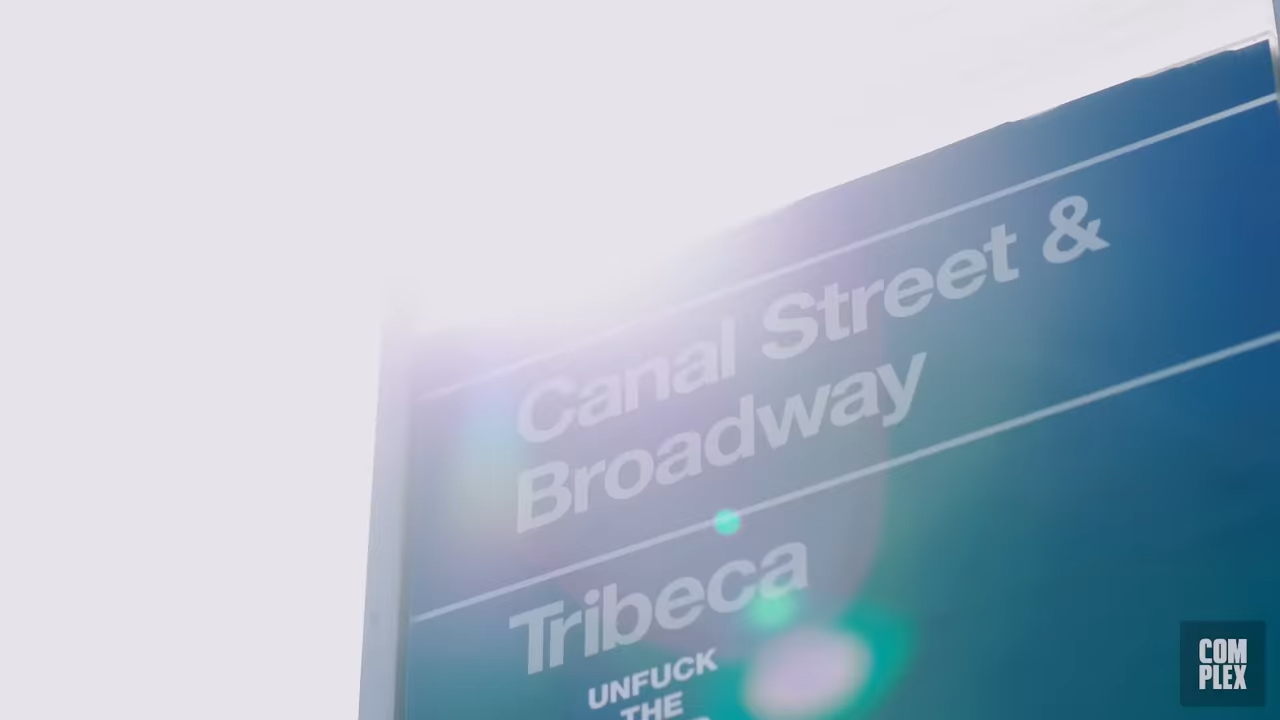 Canal Street &
Broadway
Tribeca
UNFUCK
THE
COM
PLEX